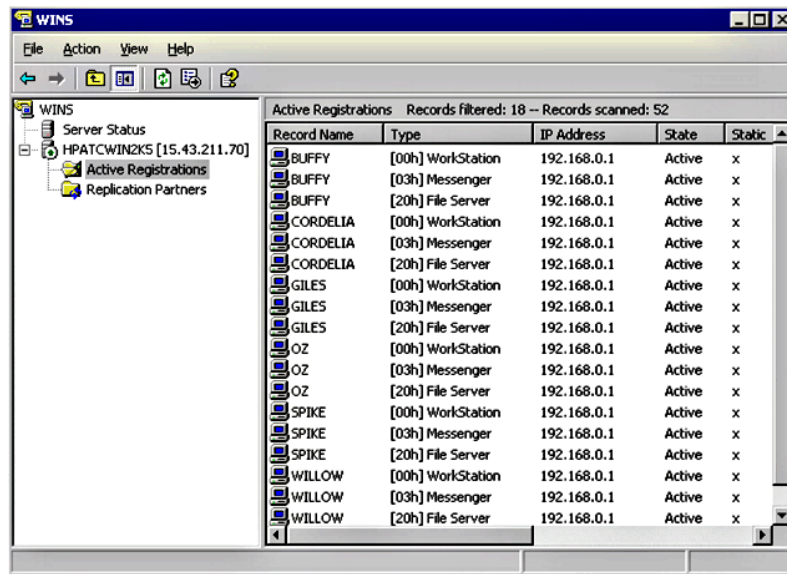 WINS
File Action View Help
WINS
Server Status
HPATCWIN2K5 [15.43.211.70]
Active Registrations
Replication Partners
Active Registrations Records filtered: 18 -- Records scanned: 52
Record Name Type IP Address State Static
BUFFY [00h] WorkStation 192.168.0.1 Active x
BUFFY [03h] Messenger 192.168.0.1 Active x
BUFFY [20h] File Server 192.168.0.1 Active x
CORDELIA [00h] WorkStation 192.168.0.1 Active x
CORDELIA [03h] Messenger 192.168.0.1 Active x
CORDELIA [20h] File Server 192.168.0.1 Active x
GILES [00h] WorkStation 192.168.0.1 Active x
GILES [03h] Messenger 192.168.0.1 Active x
GILES [20h] File Server 192.168.0.1 Active x
OZ [00h] WorkStation 192.168.0.1 Active x
OZ [03h] Messenger 192.168.0.1 Active x
OZ [20h] File Server 192.168.0.1 Active x
SPIKE [00h] WorkStation 192.168.0.1 Active x
SPIKE [03h] Messenger 192.168.0.1 Active x
SPIKE [20h] File Server 192.168.0.1 Active x
WILLOW [00h] WorkStation 192.168.0.1 Active x
WILLOW [03h] Messenger 192.168.0.1 Active x
WILLOW [20h] File Server 192.168.0.1 Active x